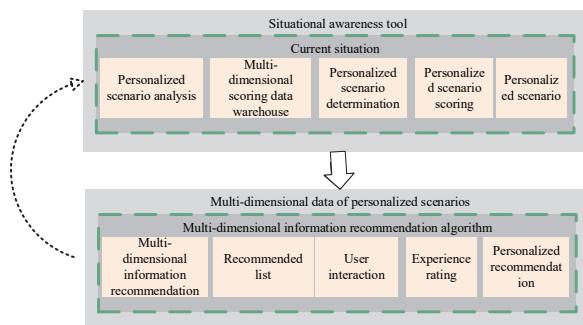 Situational awareness tool
Current situation
Personalized
scenario analysis
Multi-
dimensional
scoring data
warehouse
Personalized
scenario
determination
Personalize
d scenario
scoring
Personaliz
ed scenario
Multi-dimensional data of personalized scenarios
Multi-dimensional information recommendation algorithm
Multi-
dimensional
information
recommendation
Recommended
list
User
interaction
Experience
rating
Personalized
recommendat
ion